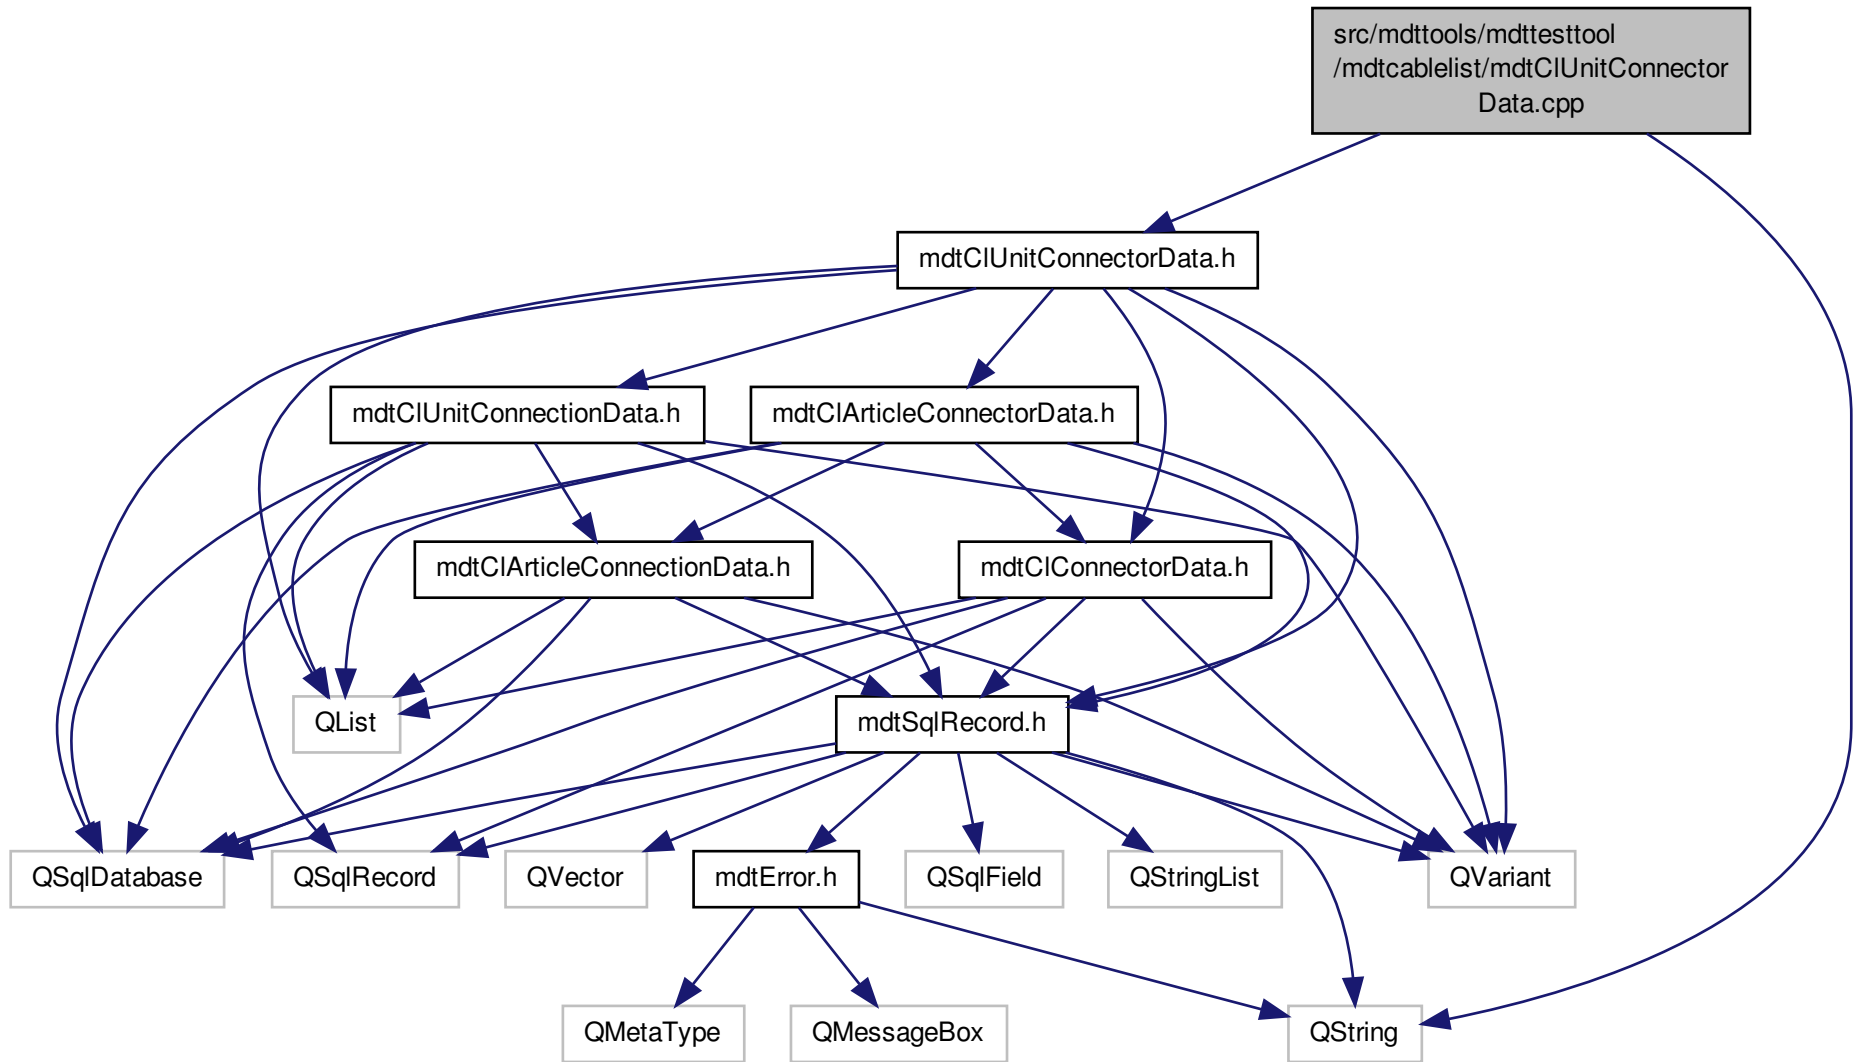 src/mdttools/mdttesttool
/mdtcablelist/mdtClUnitConnector
Data.cpp
mdtClUnitConnectorData.h
mdtClUnitConnectionData.h
mdtClArticleConnectorData.h
mdtClArticleConnectionData.h
mdtClConnectorData.h
QList
mdtSqlRecord.h
QSqlDatabase
QSqlRecord
QVector
mdtError.h
QSqlField
QStringList
QVariant
QMetaType
QMessageBox
QString